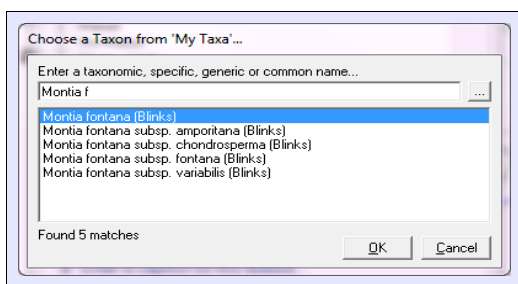 Choose a Taxon from 'My Taxa'...
Enter a taxonomic, specific, generic or common name...
Montia f
...
Montia fontana (Blinks)
Montia fontana subsp. amporitana (Blinks)
Montia fontana subsp. chondrosperma (Blinks)
Montia fontana subsp. fontana (Blinks)
Montia fontana subsp. variabilis (Blinks)
Found 5 matches
OK
Cancel